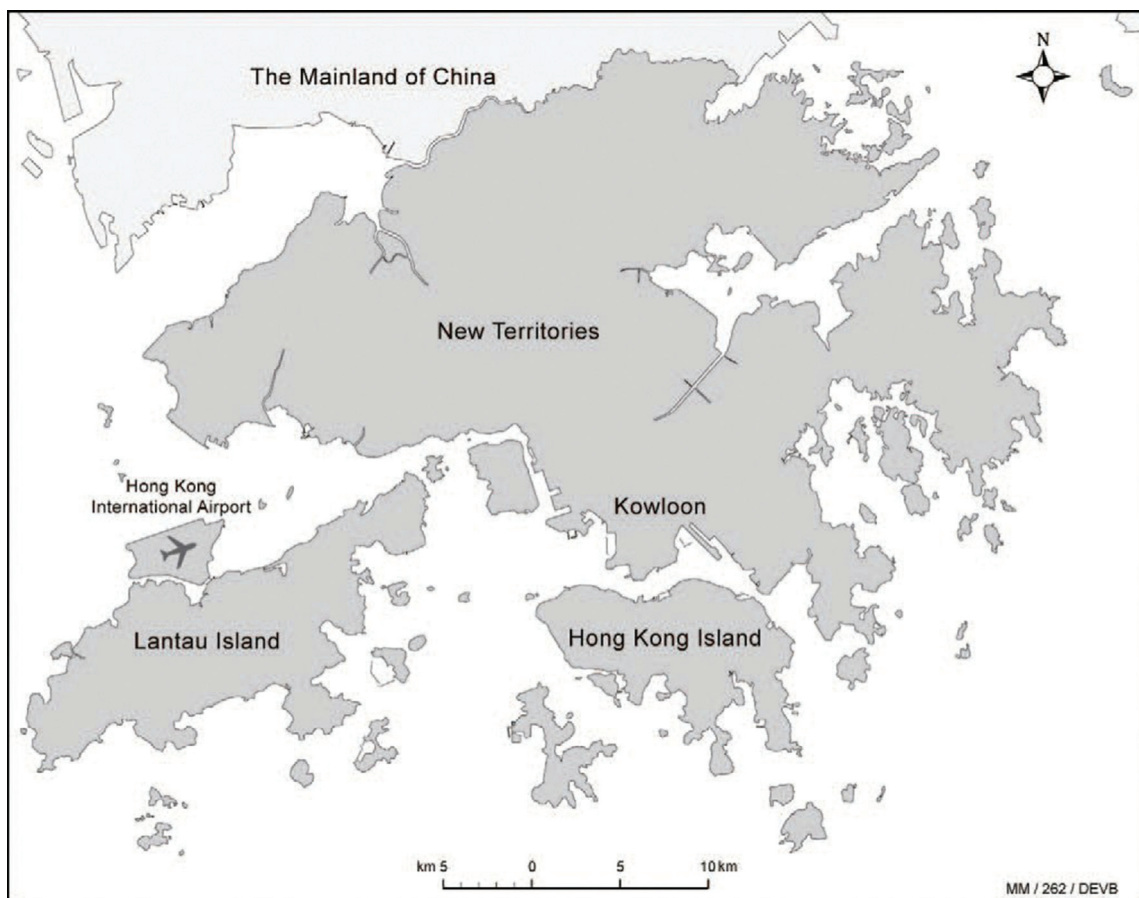 The Mainland of China
N
New Territories
Hong Kong
International Airport
Kowloon
Lantau Island
Hong Kong Island
km 5 0 5 10 km
MM / 262 / DEVB